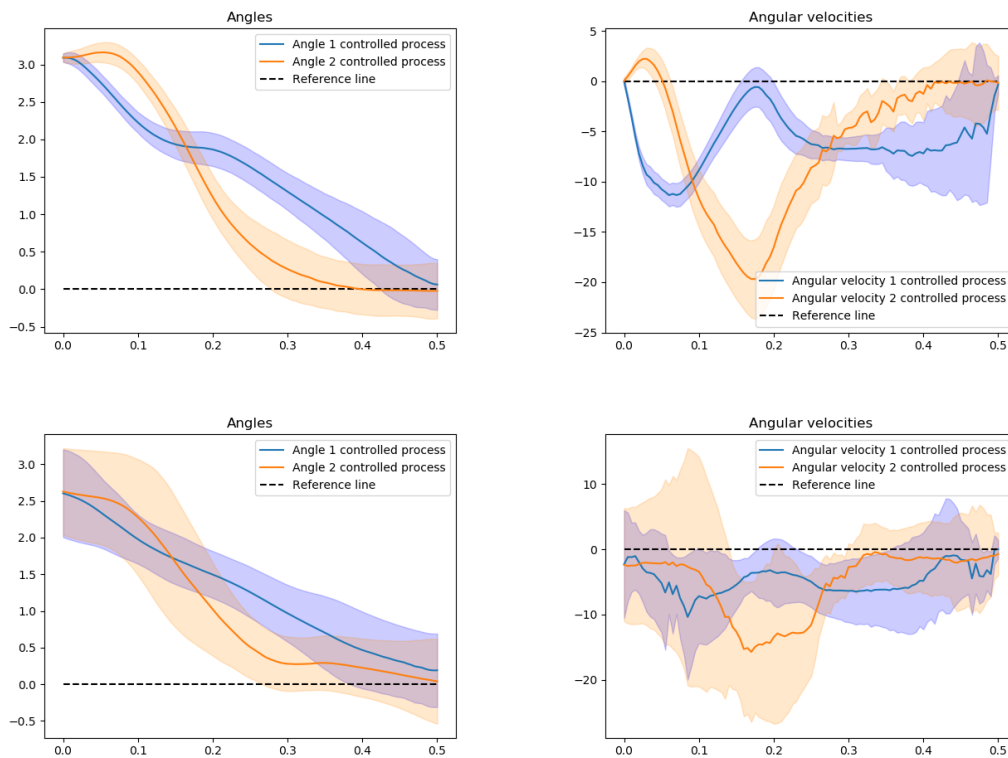 Angles
Angle 1 controlled process
Angle 2 controlled process
Reference line
3.0
2.5
2.0
1.5
1.0
0.5
0.0
−0.5
0.0 0.1 0.2 0.3 0.4 0.5
Angular velocities
5
0
−5
−10
−15
−20
−25
Angular velocity 1 controlled process
Angular velocity 2 controlled process
Reference line
0.0 0.1 0.2 0.3 0.4 0.5
Angles
Angle 1 controlled process
Angle 2 controlled process
Reference line
3.0
2.5
2.0
1.5
1.0
0.5
0.0
−0.5
0.0 0.1 0.2 0.3 0.4 0.5
Angular velocities
Angular velocity 1 controlled process
Angular velocity 2 controlled process
Reference line
10
0
−10
−20
0.0 0.1 0.2 0.3 0.4 0.5